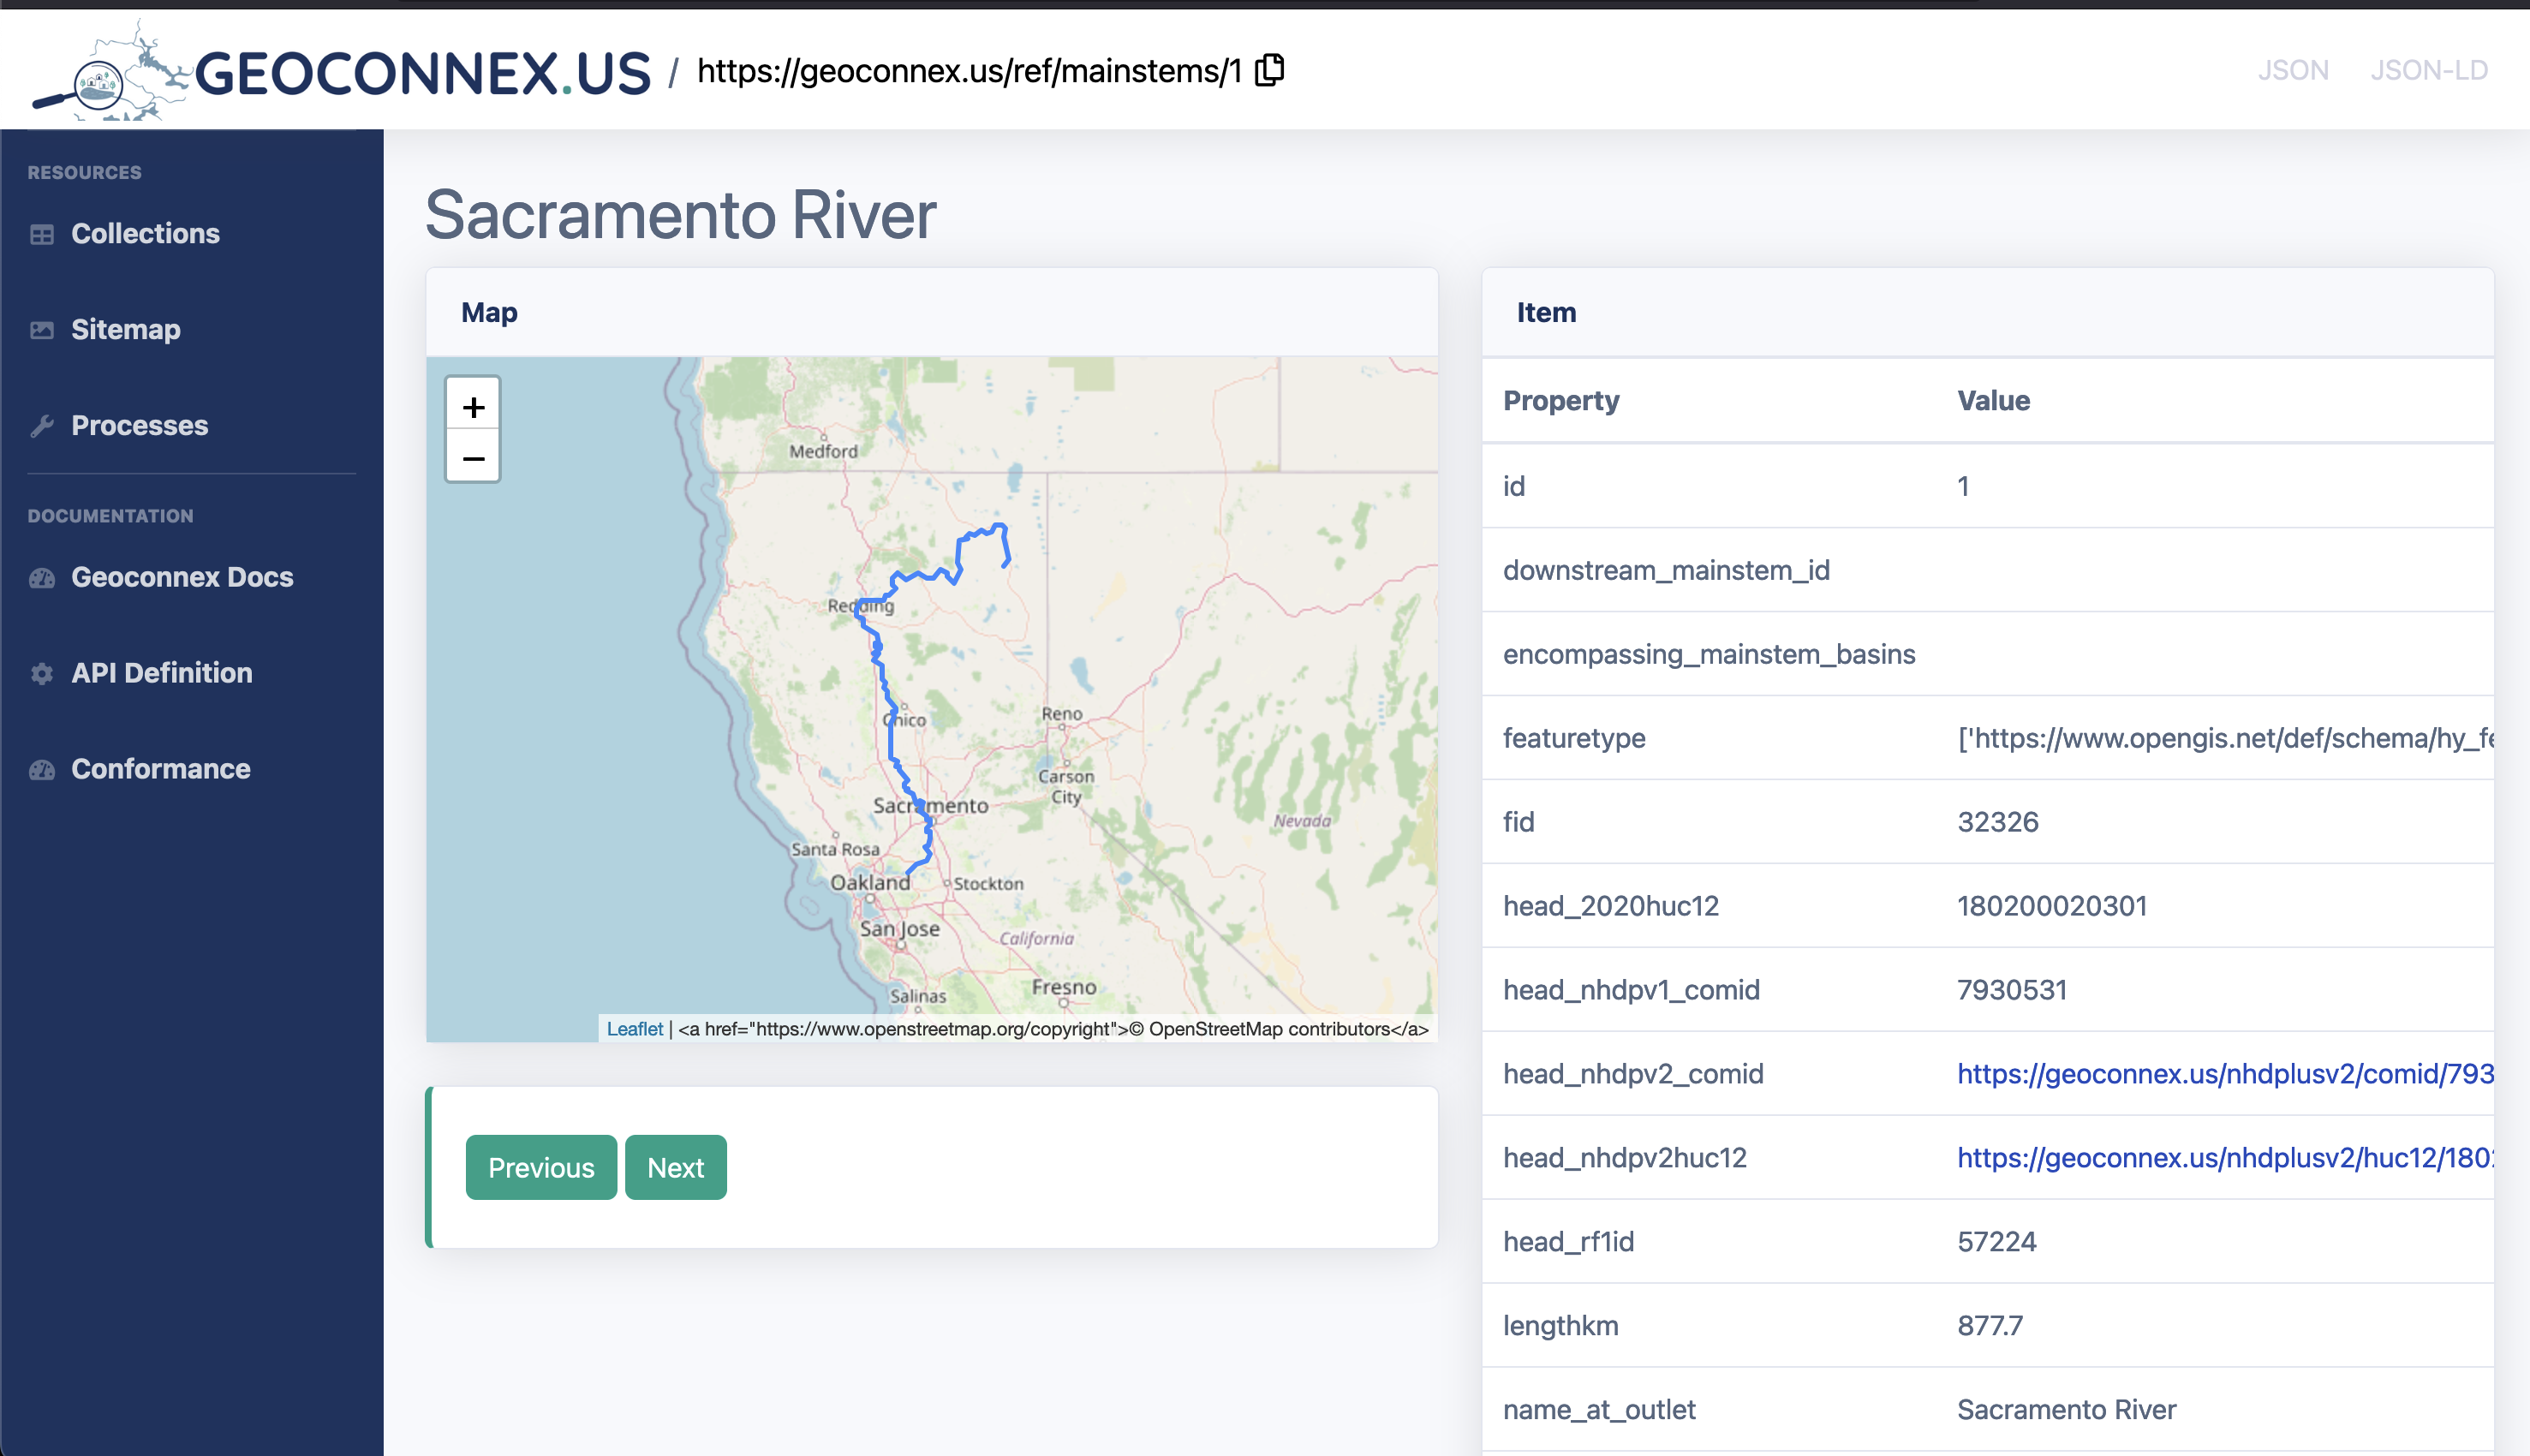 GEOCONNEX.US / https://geoconnex.us/ref/mainstems/1
JSON JSON-LD
RESOURCES
Collections
Sitemap
Processes
DOCUMENTATION
Geoconnex Docs
API Definition
Conformance
Sacramento River
Map
+
−
Medford
Redding
Chico
Reno
Carson
City
Sacramento
Nevada
Santa Rosa
Oakland
Stockton
San Jose
California
Fresno
Salinas
Leaflet | <a href="https://www.openstreetmap.org/copyright">© OpenStreetMap contributors</a>
Previous Next
Item
Property Value
id 1
downstream_mainstem_id
encompassing_mainstem_basins
featuretype ['https://www.opengis.net/def/schema/hy_fe
fid 32326
head_2020huc12 180200020301
head_nhdpv1_comid 7930531
head_nhdpv2_comid https://geoconnex.us/nhdplusv2/comid/793
head_nhdpv2huc12 https://geoconnex.us/nhdplusv2/huc12/180
head_rf1id 57224
lengthkm 877.7
name_at_outlet Sacramento River